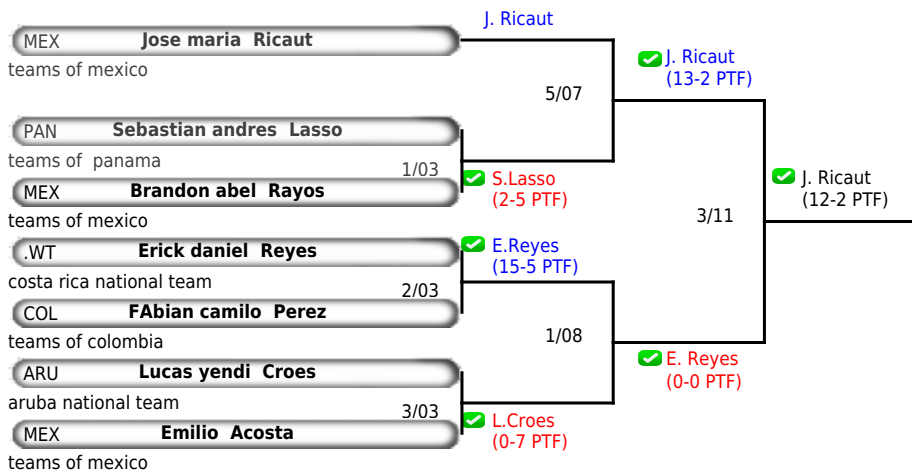 J. Ricaut
MEX Jose maria Ricaut
teams of mexico
J. Ricaut
(13-2 PTF)
5/07
PAN Sebastian andres Lasso
teams of panama
1/03
MEX Brandon abel Rayos
teams of mexico
S.Lasso
(2-5 PTF)
J. Ricaut
(12-2 PTF)
3/11
.WT Erick daniel Reyes
costa rica national team
E.Reyes
(15-5 PTF)
2/03
COL FAbian camilo Perez
teams of colombia
1/08
ARU Lucas yendi Croes
aruba national team
E. Reyes
(0-0 PTF)
3/03
MEX Emilio Acosta
teams of mexico
L.Croes
(0-7 PTF)